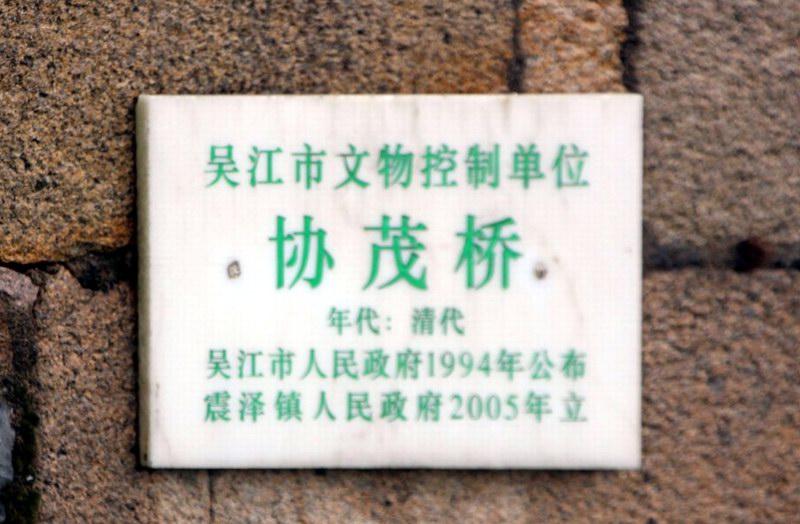 吴江市文物控制单位
协茂桥
年代：清代
吴江市人民政府1994年公布
震泽镇人民政府2005年立